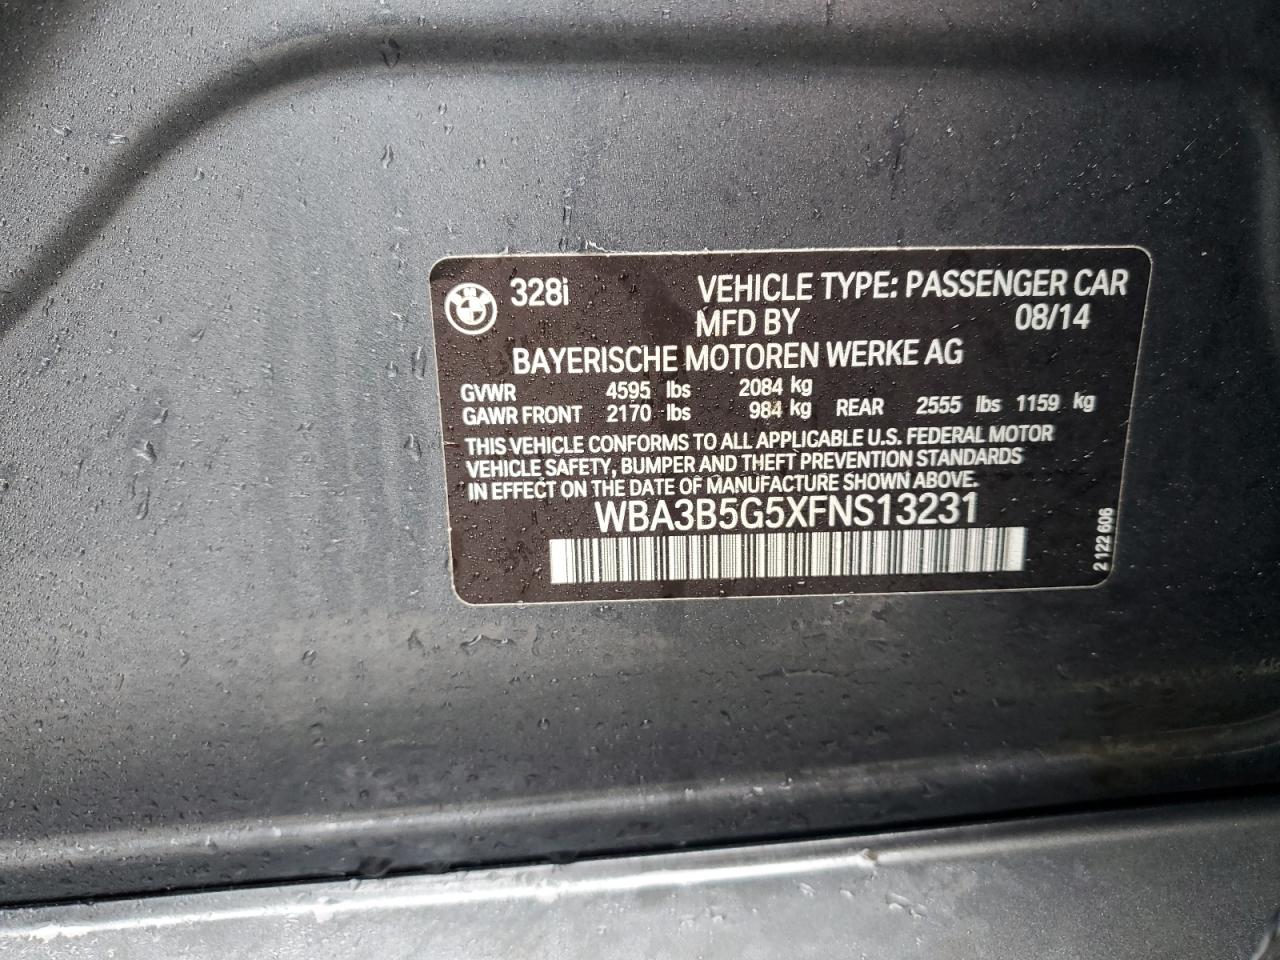 328i VEHICLE TYPE: PASSENGER CAR
MFD BY 08/14
BAYERISCHE MOTOREN WERKE AG
GVWR 4595 lbs 2084 kg
GAWR FRONT 2170 lbs 984 kg REAR 2555 lbs 1159 kg
THIS VEHICLE CONFORMS TO ALL APPLICABLE U.S. FEDERAL MOTOR
VEHICLE SAFETY, BUMPER AND THEFT PREVENTION STANDARDS
IN EFFECT ON THE DATE OF MANUFACTURE SHOWN ABOVE.
WBA3B5G5XFNS13231
2 122 606